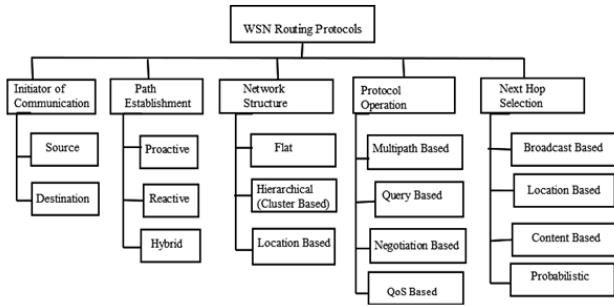 WSN Routing Protocols
Initiator of
Communication
Source
Destination
Path
Establishment
Proactive
Reactive
Hybrid
Network
Structure
Flat
Hierarchical
(Cluster Based)
Location Based
Protocol
Operation
Multipath Based
Query Based
Negotiation Based
QoS Based
Next Hop
Selection
Broadcast Based
Location Based
Content Based
Probabilistic